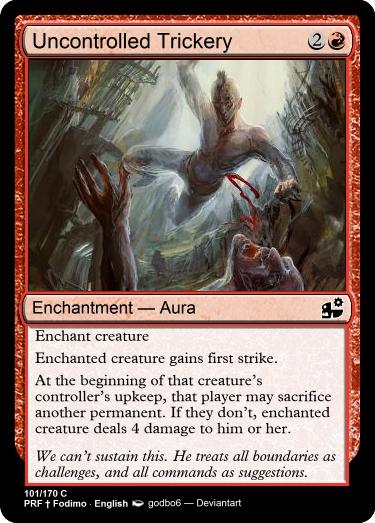 Uncontrolled Trickery 2
Enchantment — Aura
Enchant creature
Enchanted creature gains first strike.
At the beginning of that creature's
controller's upkeep, that player may sacrifice
another permanent. If they don't, enchanted
creature deals 4 damage to him or her.
We can't sustain this. He treats all boundaries as
challenges, and all commands as suggestions.
101/170 C
PRF † Fodimo · English godbo6 — Deviantart